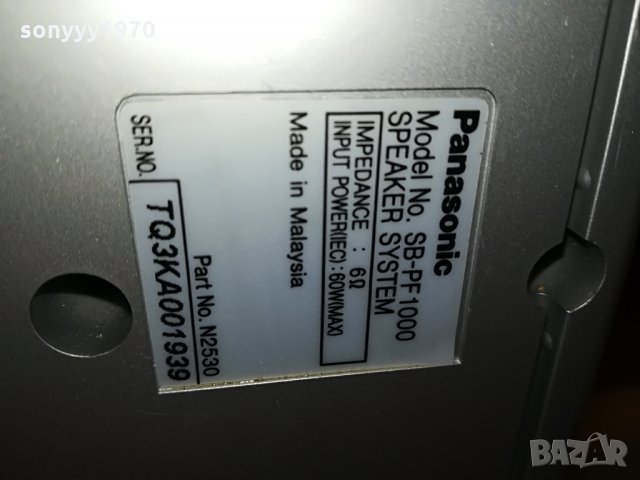 sonyyy1970
Panasonic
Model No. SB-PF1000
SPEAKER SYSTEM
IMPEDANCE : 6Ω
INPUT POWER(IEC) : 60W(MAX)
Made in Malaysia
Part No. N2530
SER.NO. TQ3KA001939
BAZAR